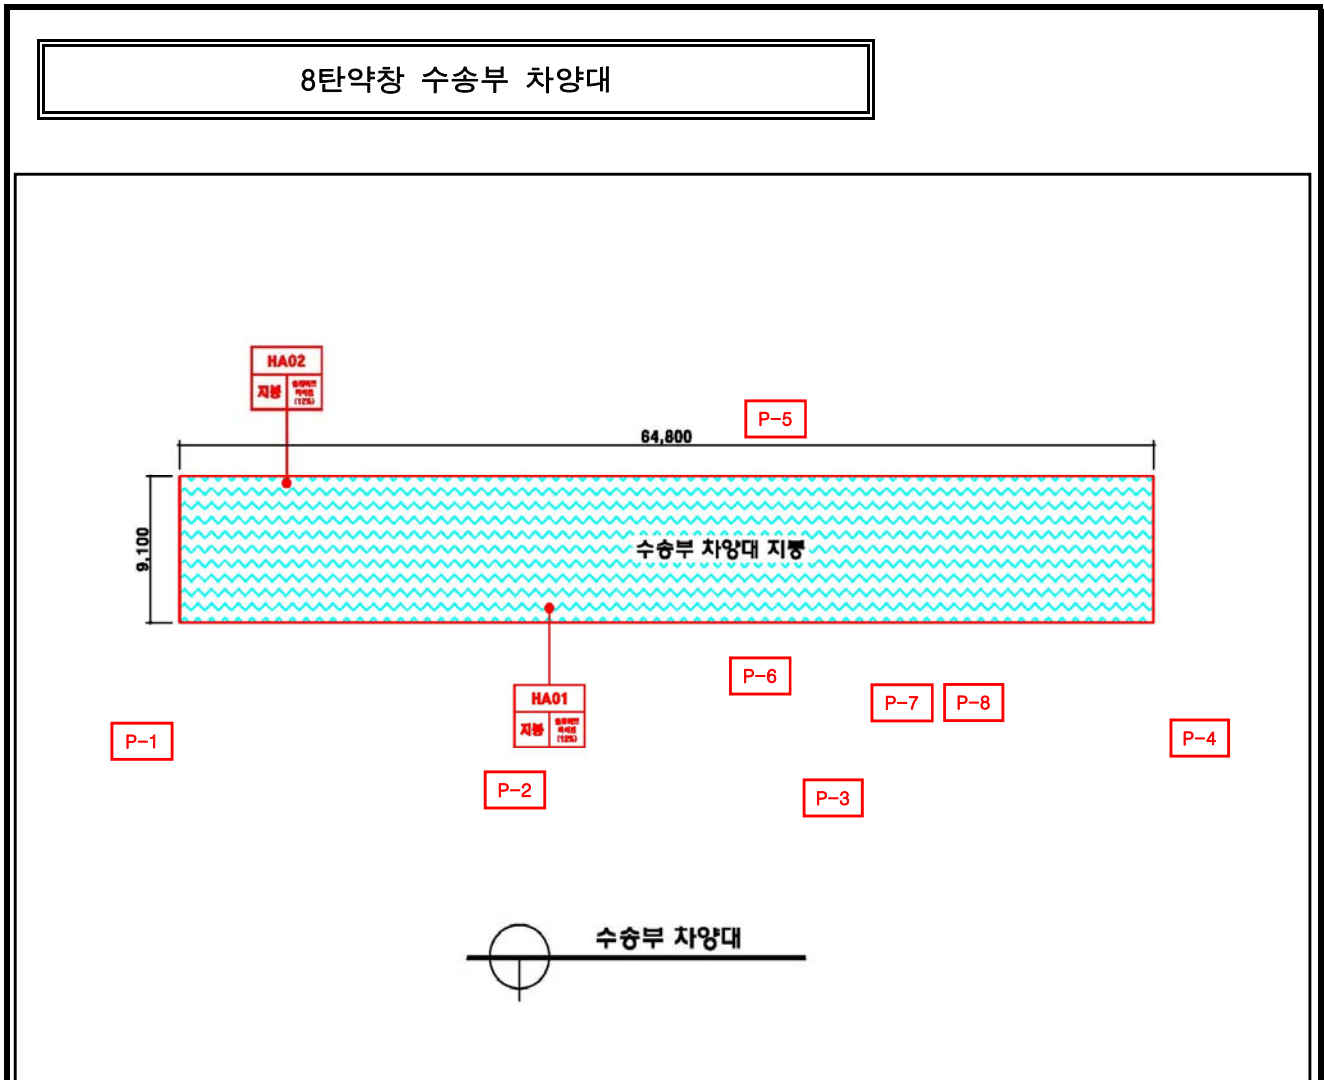 8탄약창 수송부 차양대
HA02
지붕
(12%)
P-5
64,800
9,100
수송부 차양대 지붕
HA01
지붕
(12%)
P-6
P-7
P-8
P-1
P-4
P-2
P-3
수송부 차양대